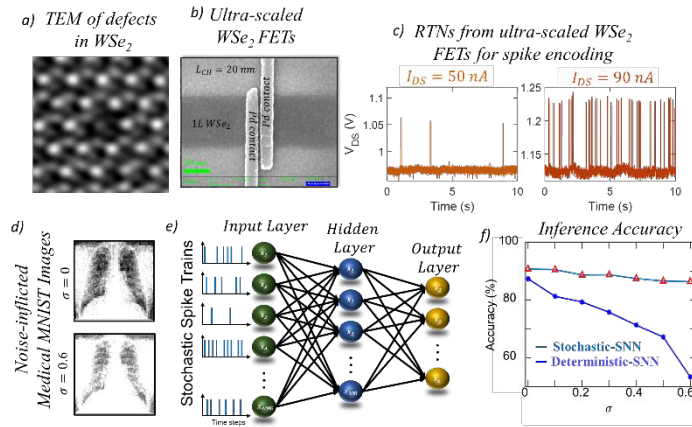 a) TEM of defects
in WSe2
b) Ultra-scaled
WSe2 FETs
LCH = 20 nm
1L WSe2
Pd contact
Pd contact
c) RTNs from ultra-scaled WSe2
FETs for spike encoding
IDS = 50 nA
IDS = 90 nA
VDS (V)
1.1
1.05
1
0 5 10
Time (s)
1.25
1.2
1.15
0 5 10
Time (s)
d)
Noise-inflicted
Medical MNIST Images
σ = 0
σ = 0.6
e)
Input Layer
Hidden
Layer
Output Layer
Stochastic Spike Trains
Time steps
f) Inference Accuracy
Accuracy (%)
100
80
60
Stochastic-SNN
Deterministic-SNN
0 0.2 0.4 0.6
σ